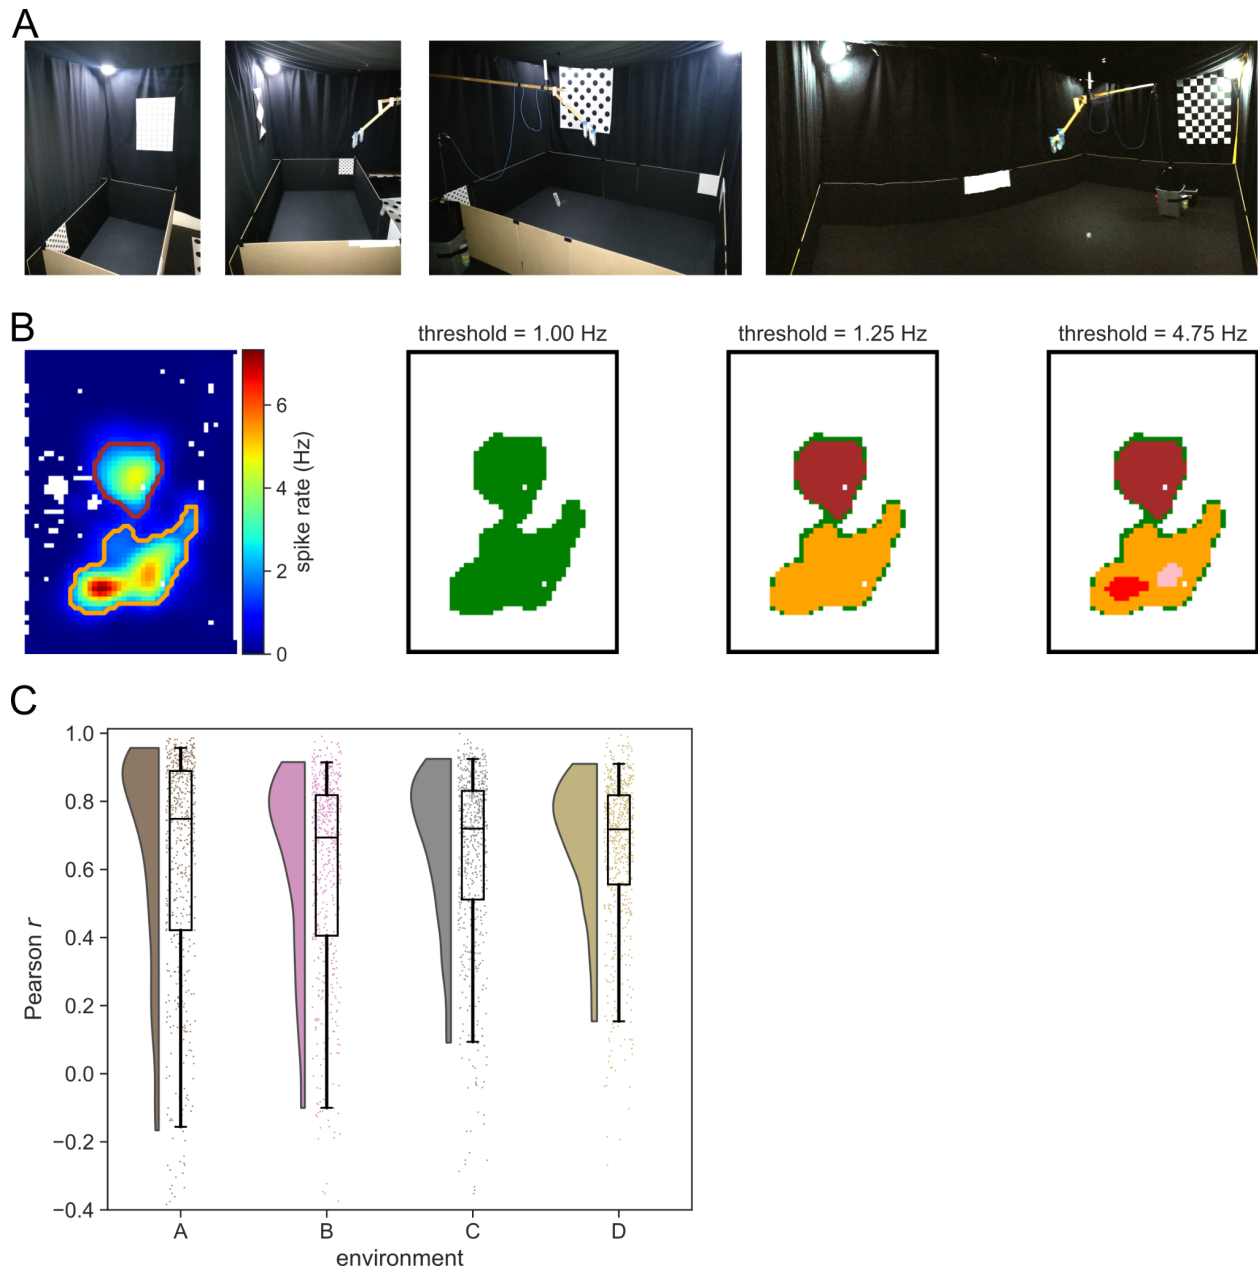 A
B
threshold = 1.00 Hz
threshold = 1.25 Hz
threshold = 4.75 Hz
6
4
2
0
spike rate (Hz)
C
1.0
0.8
0.6
0.4
0.2
0.0
−0.2
−0.4
Pearson r
A
B
C
D
environment